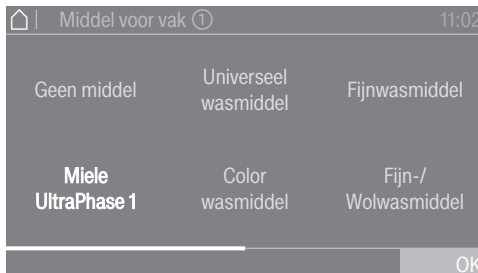 Middel voor vak ① 11:02
Geen middel
Universeel
wasmiddel
Fijnwasmiddel
Miele
UltraPhase 1
Color
wasmiddel
Fijn-/
Wolwasmiddel
OK